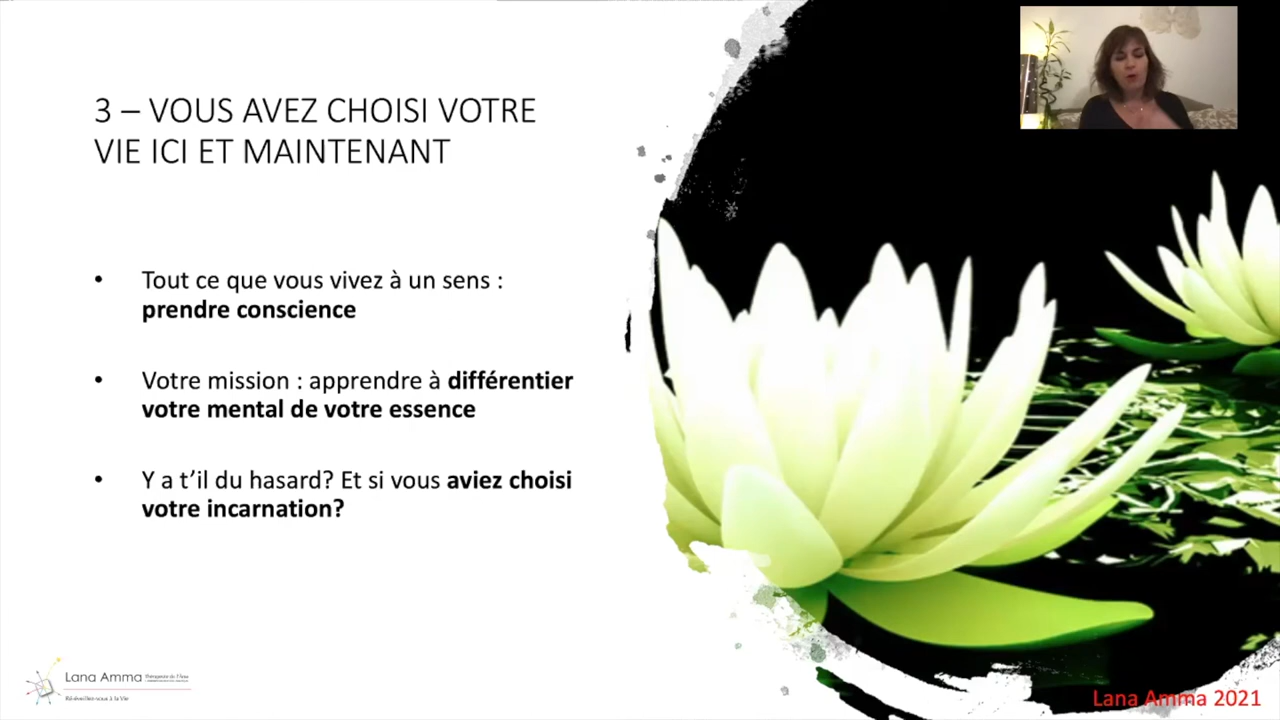 3 – VOUS AVEZ CHOISI VOTRE
VIE ICI ET MAINTENANT
• Tout ce que vous vivez à un sens :
prendre conscience
• Votre mission : apprendre à différentier
votre mental de votre essence
• Y a t’il du hasard? Et si vous aviez choisi
votre incarnation?
Lana Amma
Lana Amma 2021